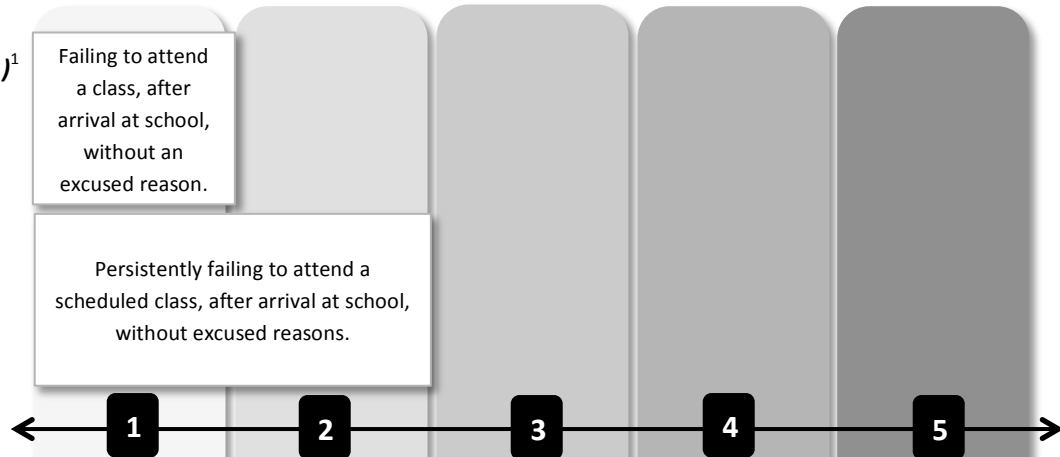 )1
Failing to attend
a class, after
arrival at school,
without an
excused reason.
Persistently failing to attend a
scheduled class, after arrival at school,
without excused reasons.
1 2 3 4 5